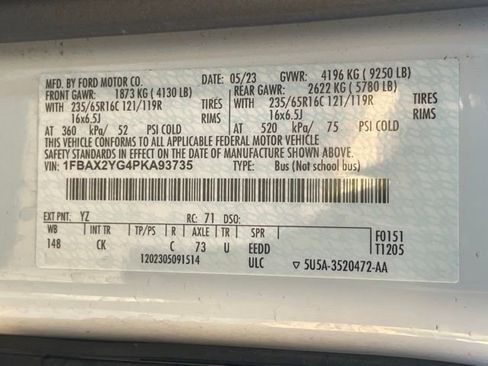 MFD. BY FORD MOTOR CO. 05/23 GVWR: 4196 KG ( 9250 LB)
FRONT GAWR: 1873 KG ( 4130 LB) REAR GAWR: 2622 KG ( 5780 LB)
WITH 235/65R16C 121/119R TIRES WITH 235/65R16C 121/119R TIRES
16x6.5J RIMS 16x6.5J RIMS
AT 360 kPa/ 52 PSI COLD AT 520 kPa/ 75 PSI COLD
THIS VEHICLE CONFORMS TO ALL APPLICABLE FEDERAL MOTOR VEHICLE
SAFETY STANDARDS IN EFFECT ON THE DATE OF MANUFACTURE SHOWN ABOVE.
VIN: 1FBAX2YG4PKA93735 TYPE: Bus (Not school bus)
EXT PNT: YZ RC: 71 DSO:
WB INT TR TP/PS R AXLE TR SPR F0151
148 CK C 73 U EEDD T1205
1202305091514 ULC ▽ 5U5A-3520472-AA